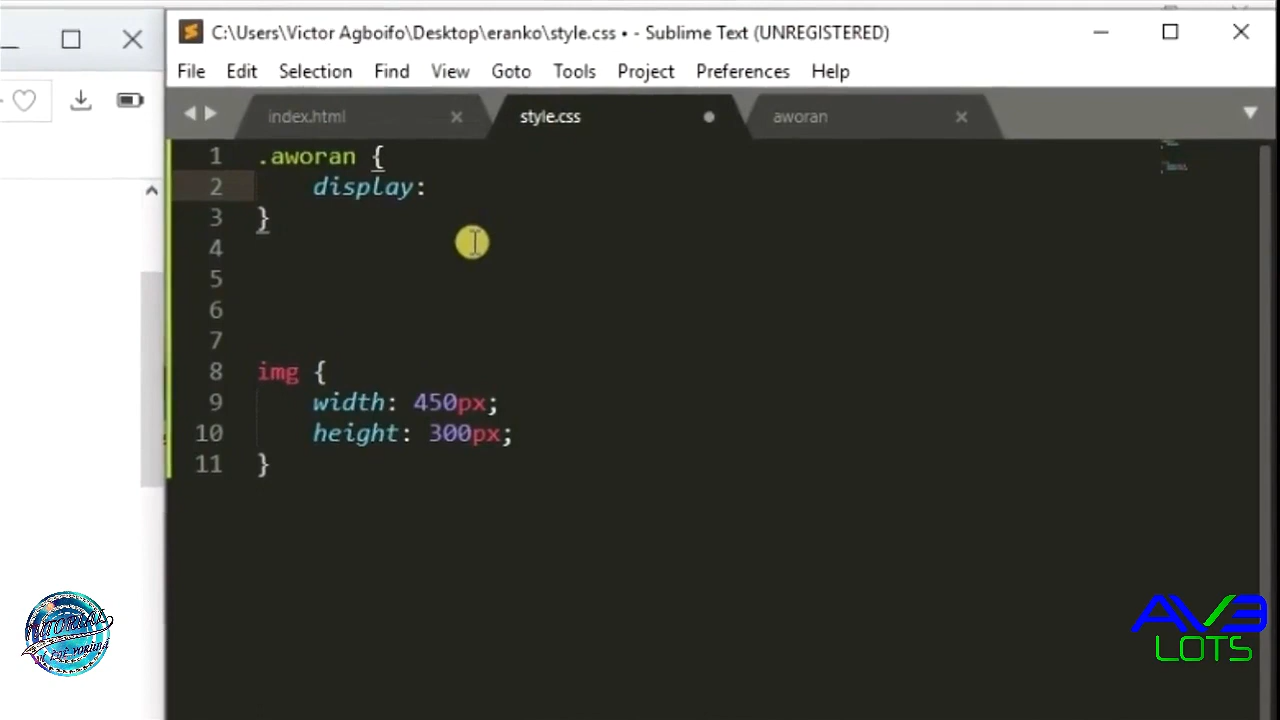 C:\Users\Victor Agboifo\Desktop\eranko\style.css • - Sublime Text (UNREGISTERED)
File Edit Selection Find View Goto Tools Project Preferences Help
index.html style.css aworan
1 .aworan {
2 display:
3 }
4
5
6
7
8 img {
9 width: 450px;
10 height: 300px;
11 }
AV3
LOTS